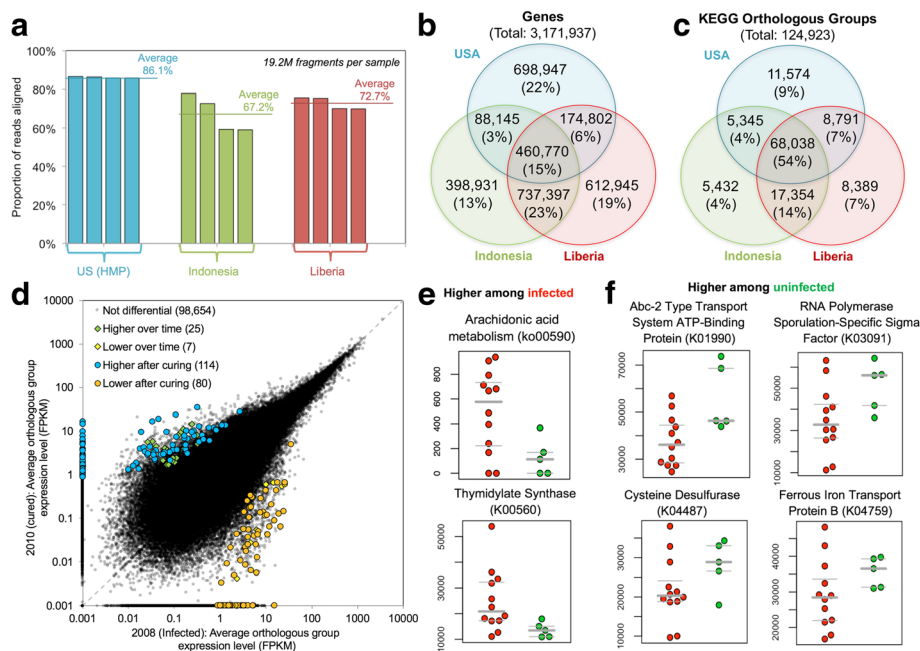 a
100%
80%
60%
40%
20%
0%
Proportion of reads aligned
Average
86.1%
19.2M fragments per sample
Average
67.2%
Average
72.7%
US (HMP)
Indonesia
Liberia
b
Genes
(Total: 3,171,937)
USA
698,947
(22%)
88,145
(3%)
174,802
(6%)
460,770
(15%)
398,931
(13%)
737,397
(23%)
612,945
(19%)
Indonesia
Liberia
c
KEGG Orthologous Groups
(Total: 124,923)
USA
11,574
(9%)
5,345
(4%)
8,791
(7%)
68,038
(54%)
5,432
(4%)
17,354
(14%)
8,389
(7%)
Indonesia
Liberia
d
10000
1000
100
10
1
0.1
0.01
0.001
2010 (cured): Average orthologous group
expression level (FPKM)
Not differential (98,654)
Higher over time (25)
Lower over time (7)
Higher after curing (114)
Lower after curing (80)
0.001
0.01
0.1
1
10
100
1000
10000
2008 (Infected): Average orthologous group
expression level (FPKM)
e
Higher among infected
Arachidonic acid
metabolism (ko00590)
800
600
400
200
0
Thymidylate Synthase
(K00560)
50000
30000
10000
f
Higher among uninfected
Abc-2 Type Transport
System ATP-Binding
Protein (K01990)
70000
50000
30000
RNA Polymerase
Sporulation-Specific Sigma
Factor (K03091)
70000
50000
30000
10000
Cysteine Desulfurase
(K04487)
30000
20000
10000
Ferrous Iron Transport
Protein B (K04759)
40000
30000
20000